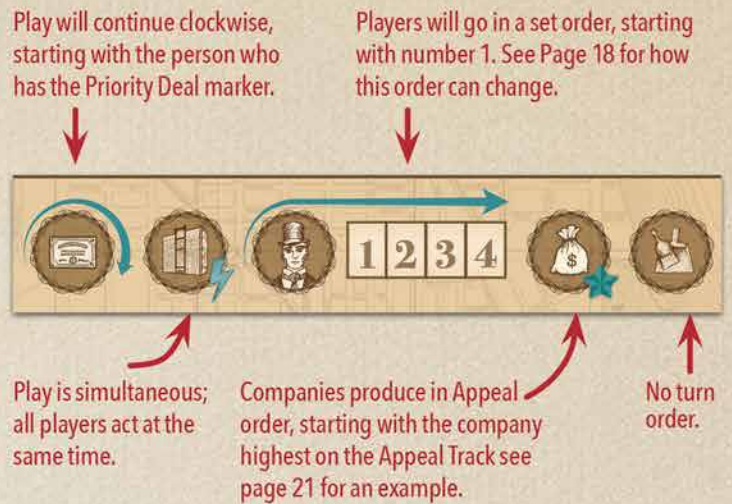 Play will continue clockwise,
starting with the person who
has the Priority Deal marker.
Players will go in a set order, starting
with number 1. See Page 18 for how
this order can change.
1 2 3 4
$
Play is simultaneous;
all players act at the
same time.
Companies produce in Appeal
order, starting with the company
highest on the Appeal Track see
page 21 for an example.
No turn
order.